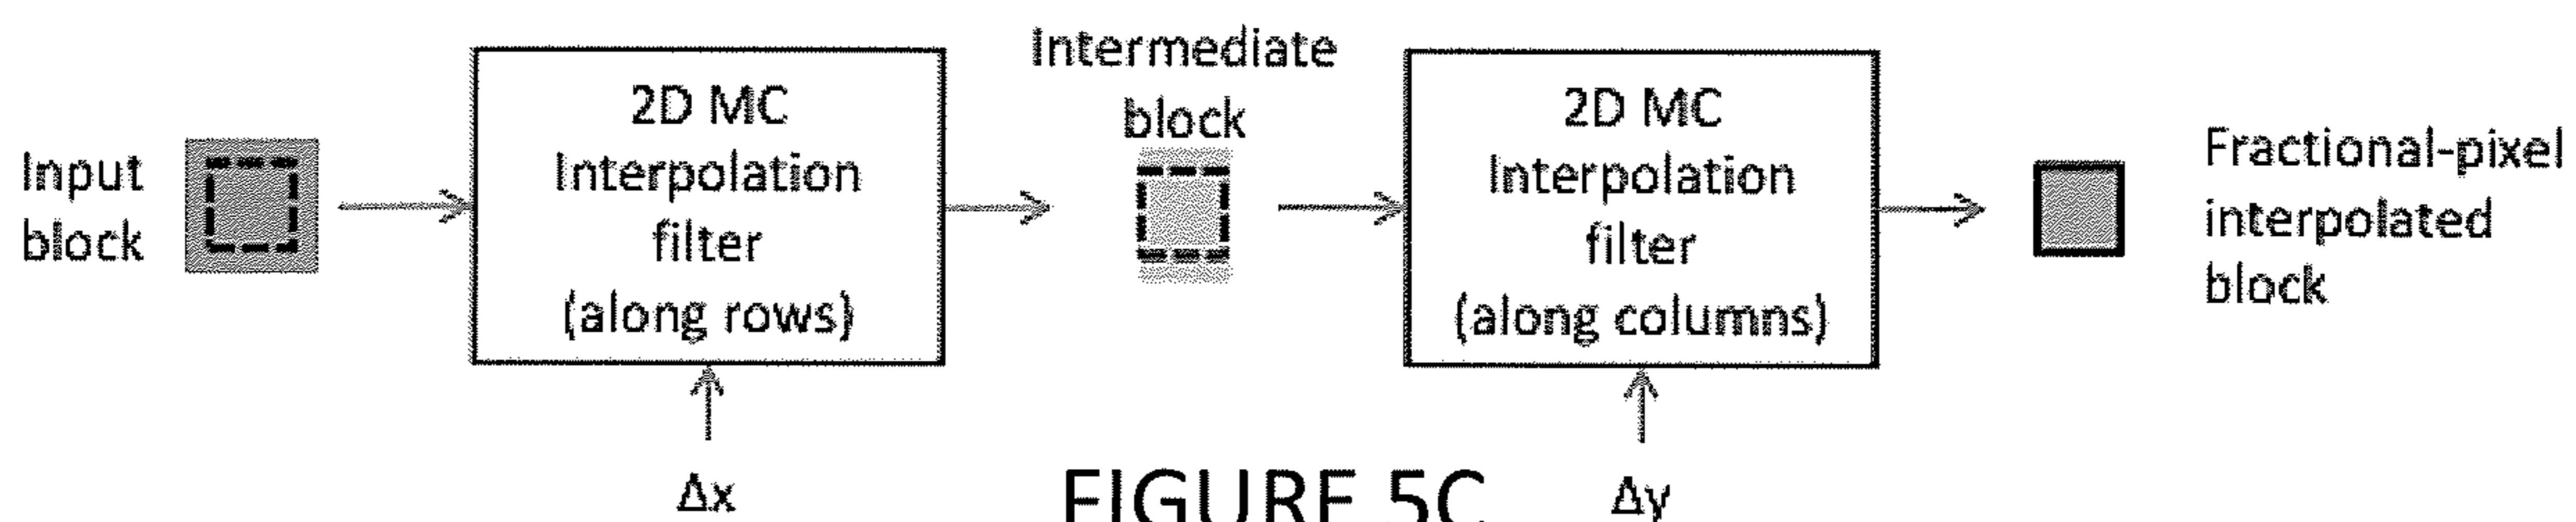 Input
block
2D MC
Interpolation
filter
(along rows)
Δx
Intermediate
block
2D MC
Interpolation
filter
(along columns)
Δy
Fractional-pixel
interpolated
block
FIGURE 5C